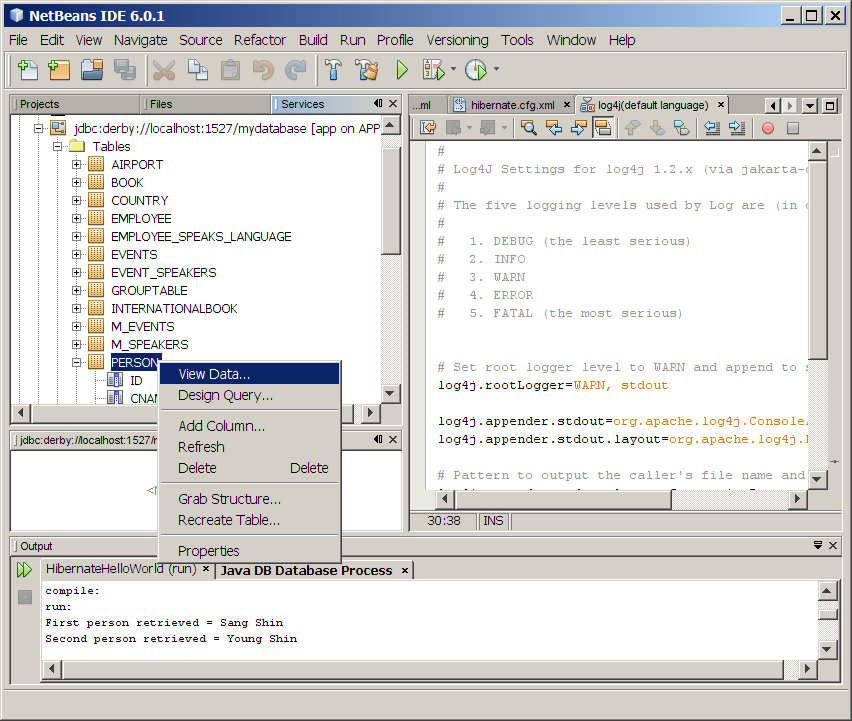 NetBeans IDE 6.0.1
File Edit View Navigate Source Refactor Build Run Profile Versioning Tools Window Help
Projects Files Services
jdbc:derby://localhost:1527/mydatabase [app on APP
Tables
AIRPORT
BOOK
COUNTRY
EMPLOYEE
EMPLOYEE_SPEAKS_LANGUAGE
EVENTS
EVENT_SPEAKERS
GROUPTABLE
INTERNATIONALBOOK
M_EVENTS
M_SPEAKERS
PERSON
ID
CNAM
View Data...
Design Query...
Add Column...
Refresh
Delete Delete
Grab Structure...
Recreate Table...
Properties
jdbc:derby://localhost:1527/
...ml hibernate.cfg.xml log4j(default language)
#
# Log4J Settings for log4j 1.2.x (via jakarta-
#
# The five logging levels used by Log are (in
#
# 1. DEBUG (the least serious)
# 2. INFO
# 3. WARN
# 4. ERROR
# 5. FATAL (the most serious)
# Set root logger level to WARN and append to
log4j.rootLogger=WARN, stdout
log4j.appender.stdout=org.apache.log4j.Console
log4j.appender.stdout.layout=org.apache.log4j.
# Pattern to output the caller's file name and
30:38 INS
Output
HibernateHelloWorld (run) Java DB Database Process
compile:
run:
First person retrieved = Sang Shin
Second person retrieved = Young Shin